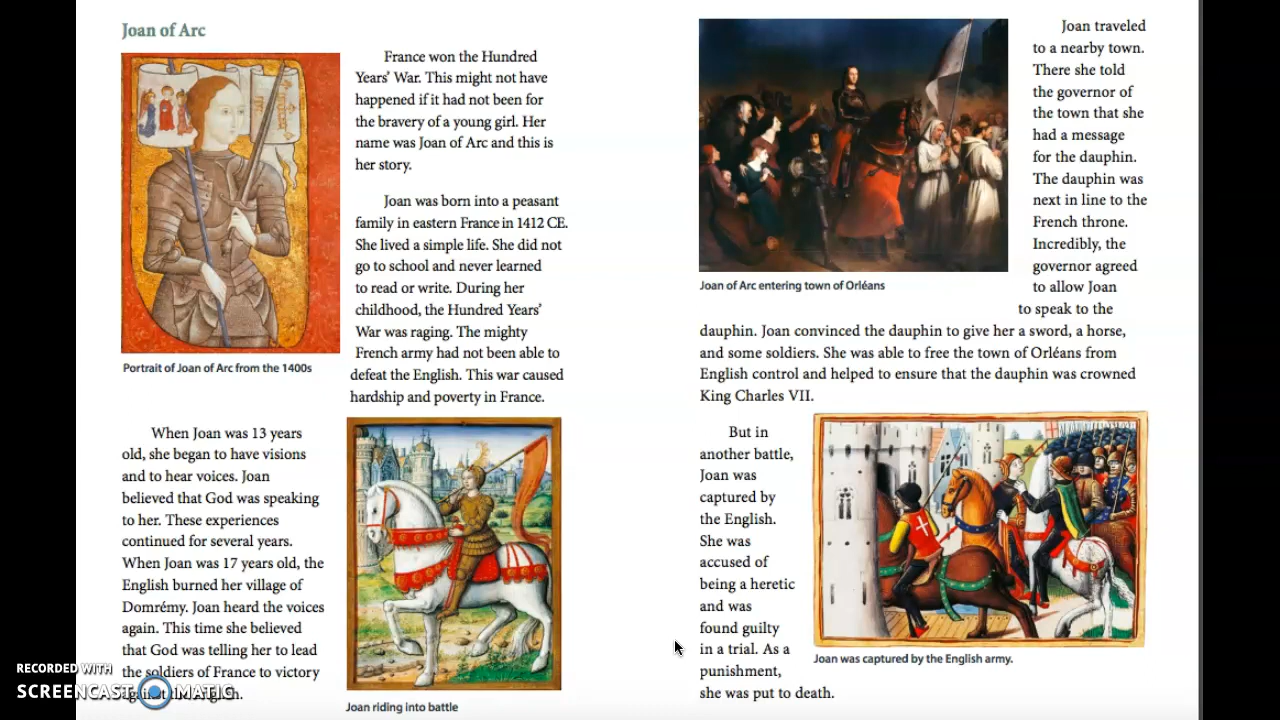 Joan of Arc
France won the Hundred
Years' War. This might not have
happened if it had not been for
the bravery of a young girl. Her
name was Joan of Arc and this is
her story.
Joan was born into a peasant
family in eastern France in 1412 CE.
She lived a simple life. She did not
go to school and never learned
to read or write. During her
childhood, the Hundred Years'
War was raging. The mighty
French army had not been able to
defeat the English. This war caused
hardship and poverty in France.
Portrait of Joan of Arc from the 1400s
When Joan was 13 years
old, she began to have visions
and to hear voices. Joan
believed that God was speaking
to her. These experiences
continued for several years.
When Joan was 17 years old, the
English burned her village of
Domrémy. Joan heard the voices
again. This time she believed
that God was telling her to lead
the soldiers of France to victory
Joan riding into battle
Joan traveled
to a nearby town.
There she told
the governor of
the town that she
had a message
for the dauphin.
The dauphin was
next in line to the
French throne.
Incredibly, the
governor agreed
to allow Joan
to speak to the
dauphin. Joan convinced the dauphin to give her a sword, a horse,
and some soldiers. She was able to free the town of Orléans from
English control and helped to ensure that the dauphin was crowned
King Charles VII.
Joan of Arc entering town of Orléans
But in
another battle,
Joan was
captured by
the English.
She was
accused of
being a heretic
and was
found guilty
in a trial. As a
punishment,
she was put to death.
Joan was captured by the English army.
RECORDED WITH
SCREENCAST-O-MATIC